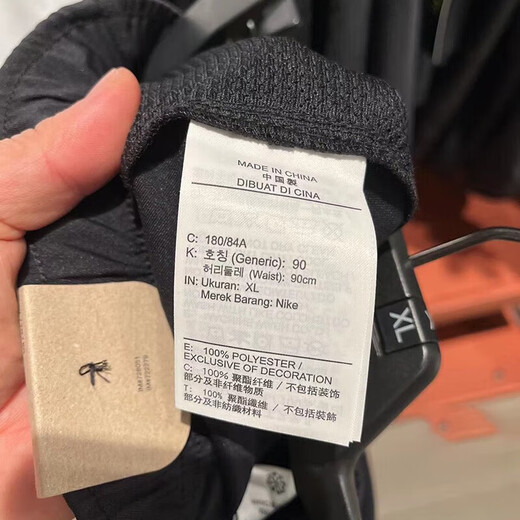 MADE IN CHINA
中国製
DIBUAT DI CINA
C: 180/84A
K: 호칭 (Generic): 90
허리둘레 (Waist): 90cm
IN: Ukuran: XL
Merek Barang: Nike
E: 100% POLYESTER/
EXCLUSIVE OF DECORATION
C: 100% 聚酯纤维 / 不包括装饰
部分及非纤维物质
T: 100% 聚酯纖維 / 不包括裝飾
部分及非紡織材料
XL